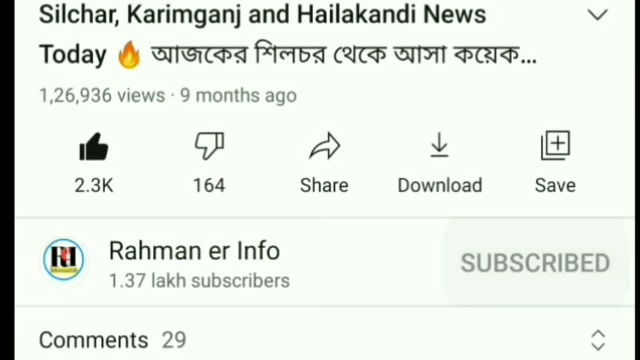 Silchar, Karimganj and Hailakandi News
Today 🔥 আজকের শিলচর থেকে আসা কয়েক...
1,26,936 views · 9 months ago
2.3K 164 Share Download Save
Rahman er Info
1.37 lakh subscribers
SUBSCRIBED
Comments 29